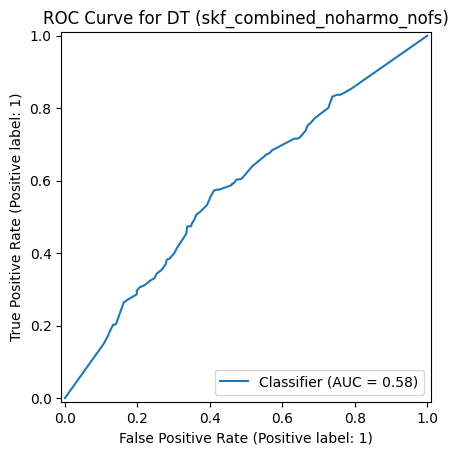 ROC Curve for DT (skf_combined_noharmo_nofs)
True Positive Rate (Positive label: 1)
1.0
0.8
0.6
0.4
0.2
0.0
Classifier (AUC = 0.58)
0.0 0.2 0.4 0.6 0.8 1.0
False Positive Rate (Positive label: 1)